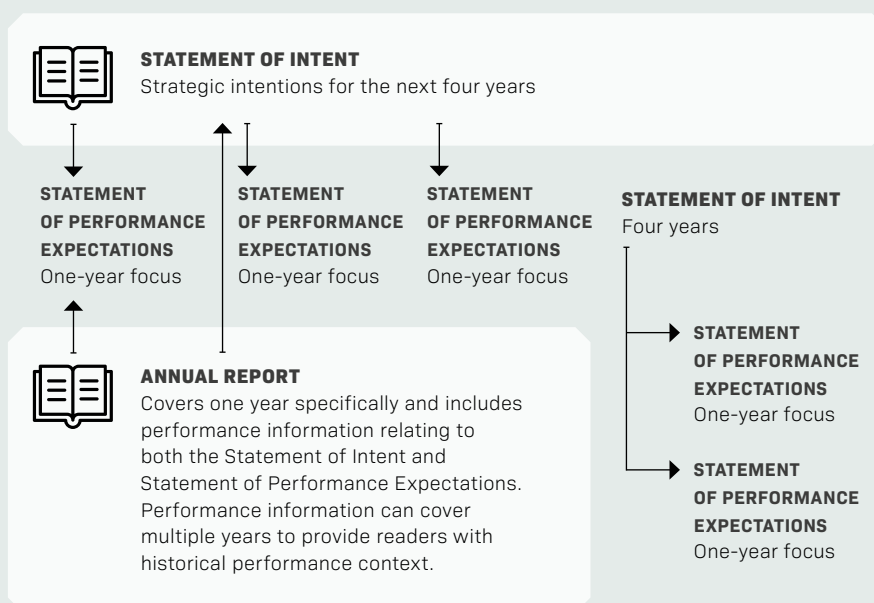 STATEMENT OF INTENT
Strategic intentions for the next four years
STATEMENT
OF PERFORMANCE
EXPECTATIONS
One-year focus
STATEMENT
OF PERFORMANCE
EXPECTATIONS
One-year focus
STATEMENT
OF PERFORMANCE
EXPECTATIONS
One-year focus
STATEMENT OF INTENT
Four years
STATEMENT
OF PERFORMANCE
EXPECTATIONS
One-year focus
STATEMENT
OF PERFORMANCE
EXPECTATIONS
One-year focus
ANNUAL REPORT
Covers one year specifically and includes
performance information relating to
both the Statement of Intent and
Statement of Performance Expectations.
Performance information can cover
multiple years to provide readers with
historical performance context.